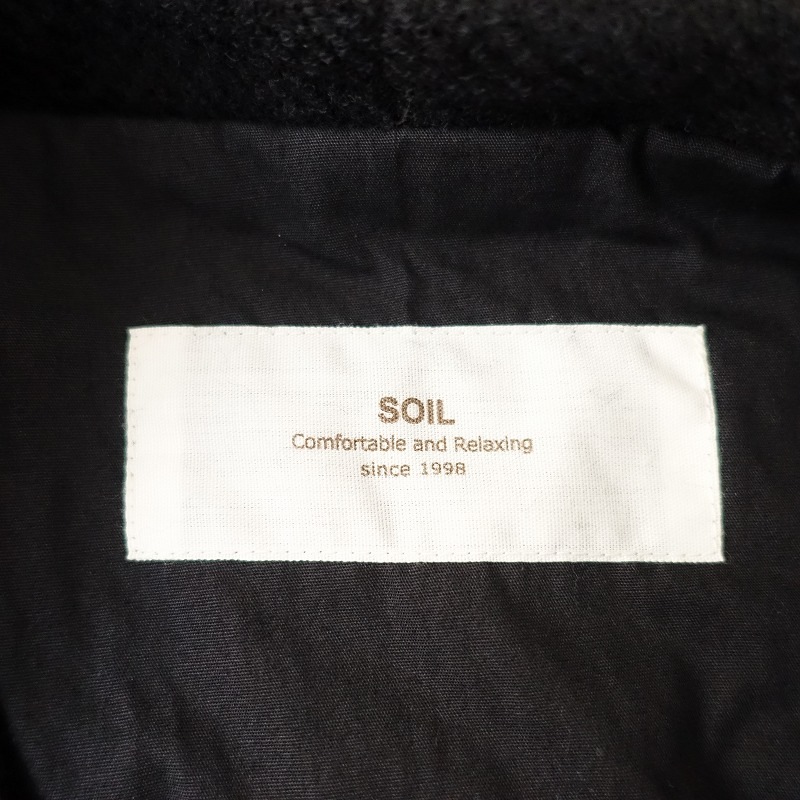 SOIL
Comfortable and Relaxing
since 1998